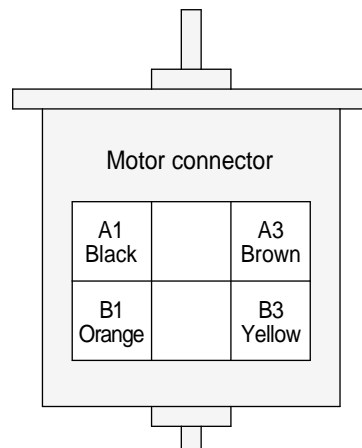 Motor connector
A1
Black
A3
Brown
B1
Orange
B3
Yellow